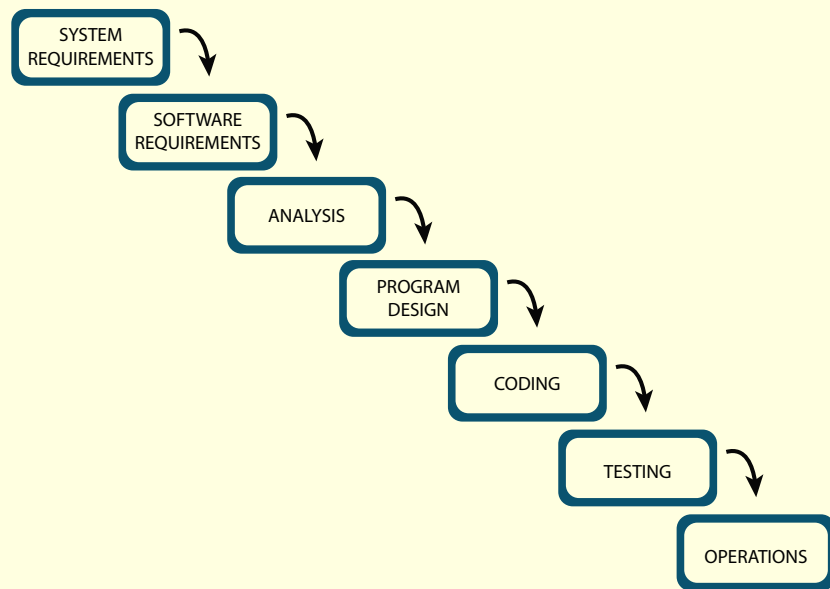 SYSTEM
REQUIREMENTS
SOFTWARE
REQUIREMENTS
ANALYSIS
PROGRAM
DESIGN
CODING
TESTING
OPERATIONS